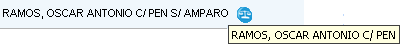 RAMOS, OSCAR ANTONIO C/ PEN S/ AMPARO
RAMOS, OSCAR ANTONIO C/ PEN